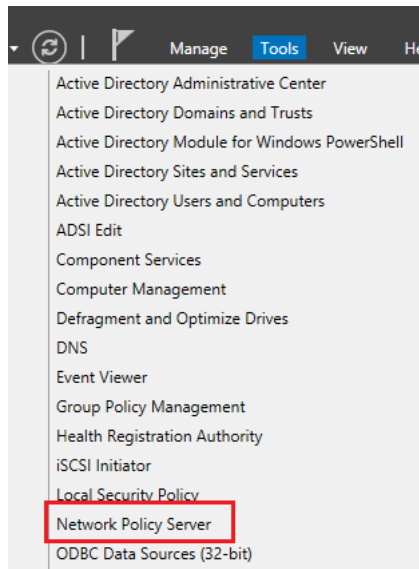 Manage Tools View He
Active Directory Administrative Center
Active Directory Domains and Trusts
Active Directory Module for Windows PowerShell
Active Directory Sites and Services
Active Directory Users and Computers
ADSI Edit
Component Services
Computer Management
Defragment and Optimize Drives
DNS
Event Viewer
Group Policy Management
Health Registration Authority
iSCSI Initiator
Local Security Policy
Network Policy Server
ODBC Data Sources (32-bit)